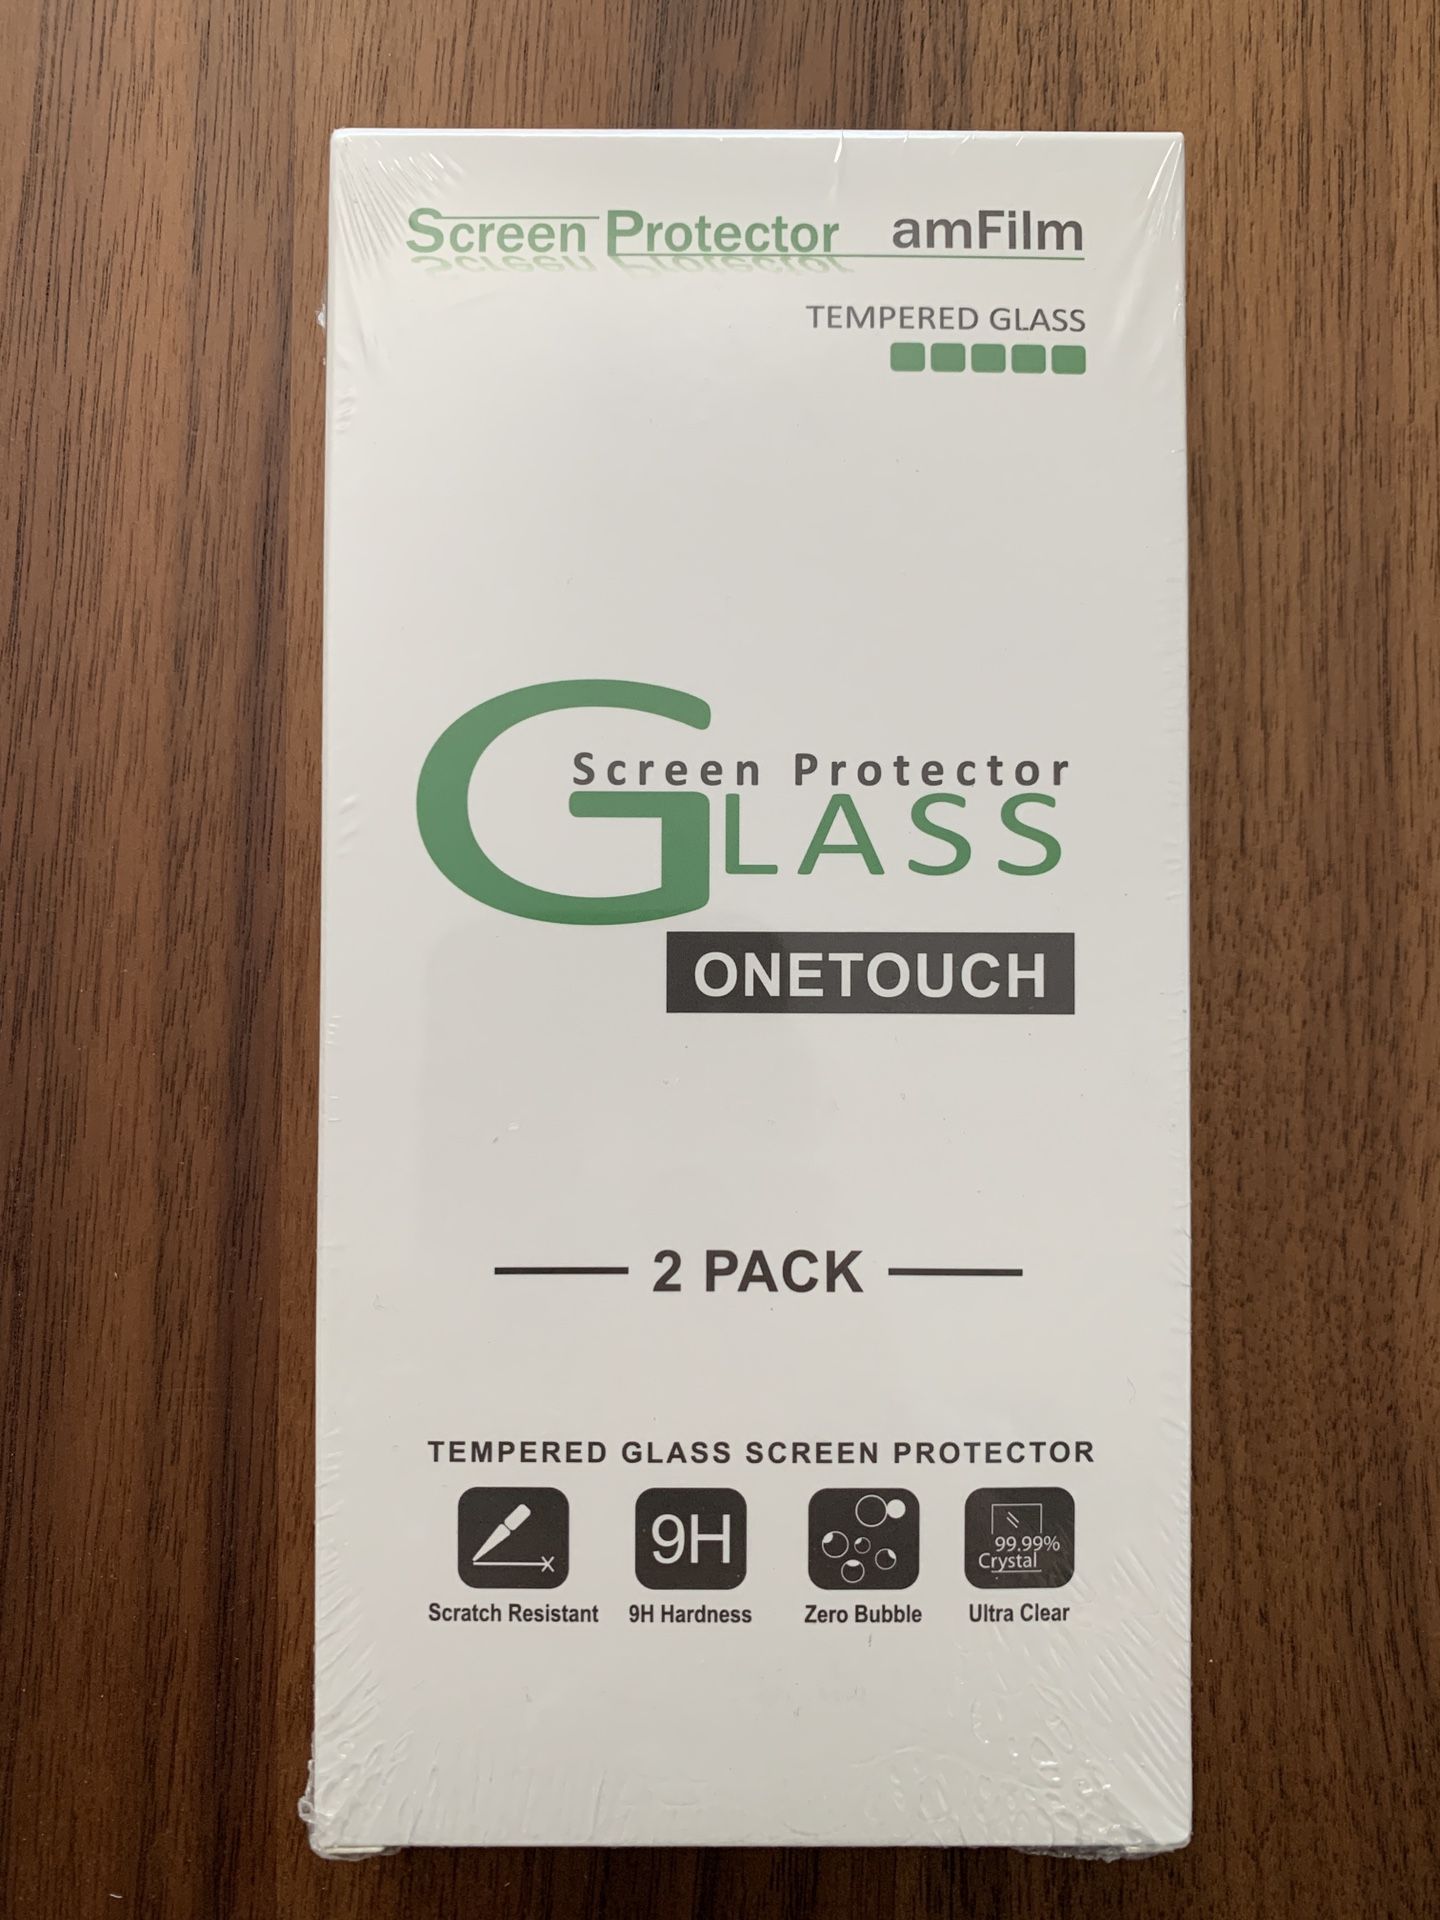 Screen Protector amFilm
TEMPERED GLASS
Screen Protector
GLASS
ONETOUCH
2 PACK
TEMPERED GLASS SCREEN PROTECTOR
9H
99.99%
Crystal
Scratch Resistant 9H Hardness Zero Bubble Ultra Clear